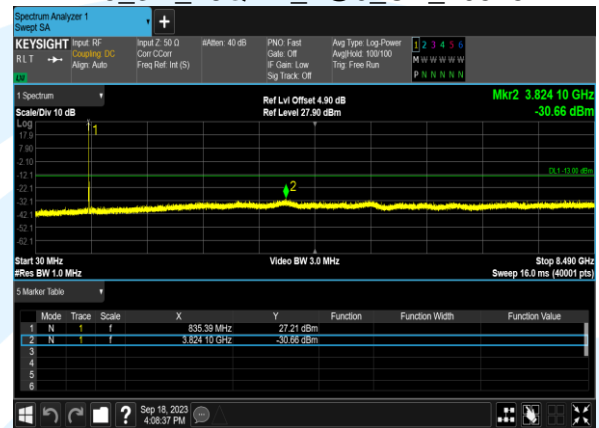 Spectrum Analyzer 1
Swept SA
+
KEYSIGHT Input: RF Input Z: 50 Ω #Atten: 40 dB PNO: Fast Avg Type: Log-Power 1 2 3 4 5 6
RLT Coupling: DC Corr CCorr Gate: Off Avg|Hold: 100/100 M W W W W W
Align: Auto Freq Ref: Int (S) IF Gain: Low Trig: Free Run
Sig Track: Off P N N N N N
1 Spectrum Ref Lvl Offset 4.90 dB Mkr2 3.824 10 GHz
Scale/Div 10 dB Ref Level 27.90 dBm -30.66 dBm
Log
17.9
7.90
-2.10
-12.1
-22.1
-32.1
-42.1
-52.1
-62.1
1
2
DL1 -13.00 dBm
Start 30 MHz Video BW 3.0 MHz Stop 8.490 GHz
#Res BW 1.0 MHz Sweep 16.0 ms (40001 pts)
5 Marker Table
Mode Trace Scale X Y Function Function Width Function Value
1 N 1 f 835.39 MHz 27.21 dBm
2 N 1 f 3.824 10 GHz -30.66 dBm
3
4
5
6
? Sep 18, 2023
4:08:37 PM